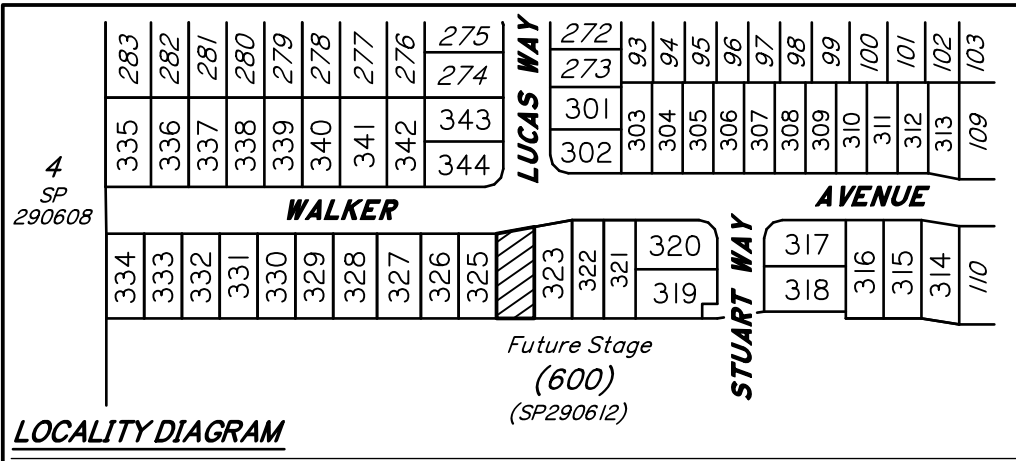 283 282 281 280 279 278 277 276 275 LUCAS WAY 272 93 94 95 96 97 98 99 100 101 102 103
274 273
335 336 337 338 339 340 341 342 343 301 303 304 305 306 307 308 309 310 311 312 313 109
344 302
4
SP
290608
WALKER AVENUE
334 333 332 331 330 329 328 327 326 325 323 322 321 320 STUART WAY 317 316 315 314 110
319 318
Future Stage
(600)
(SP290612)
LOCALITY DIAGRAM